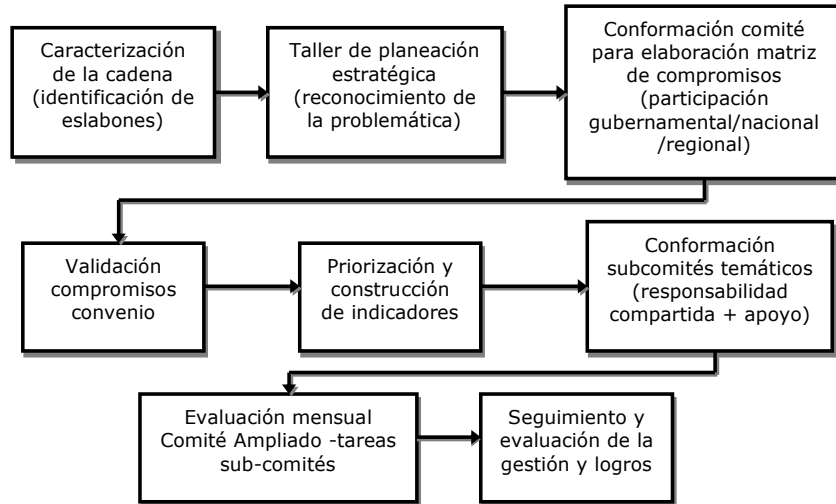 Caracterización
de la cadena
(identificación de
eslabones)
Taller de planeación
estratégica
(reconocimiento de
la problemática)
Conformación comité
para elaboración matriz
de compromisos
(participación
gubernamental/nacional
/regional)
Validación
compromisos
convenio
Priorización y
construcción
de indicadores
Conformación
subcomités temáticos
(responsabilidad
compartida + apoyo)
Evaluación mensual
Comité Ampliado -tareas
sub-comités
Seguimiento y
evaluación de la
gestión y logros